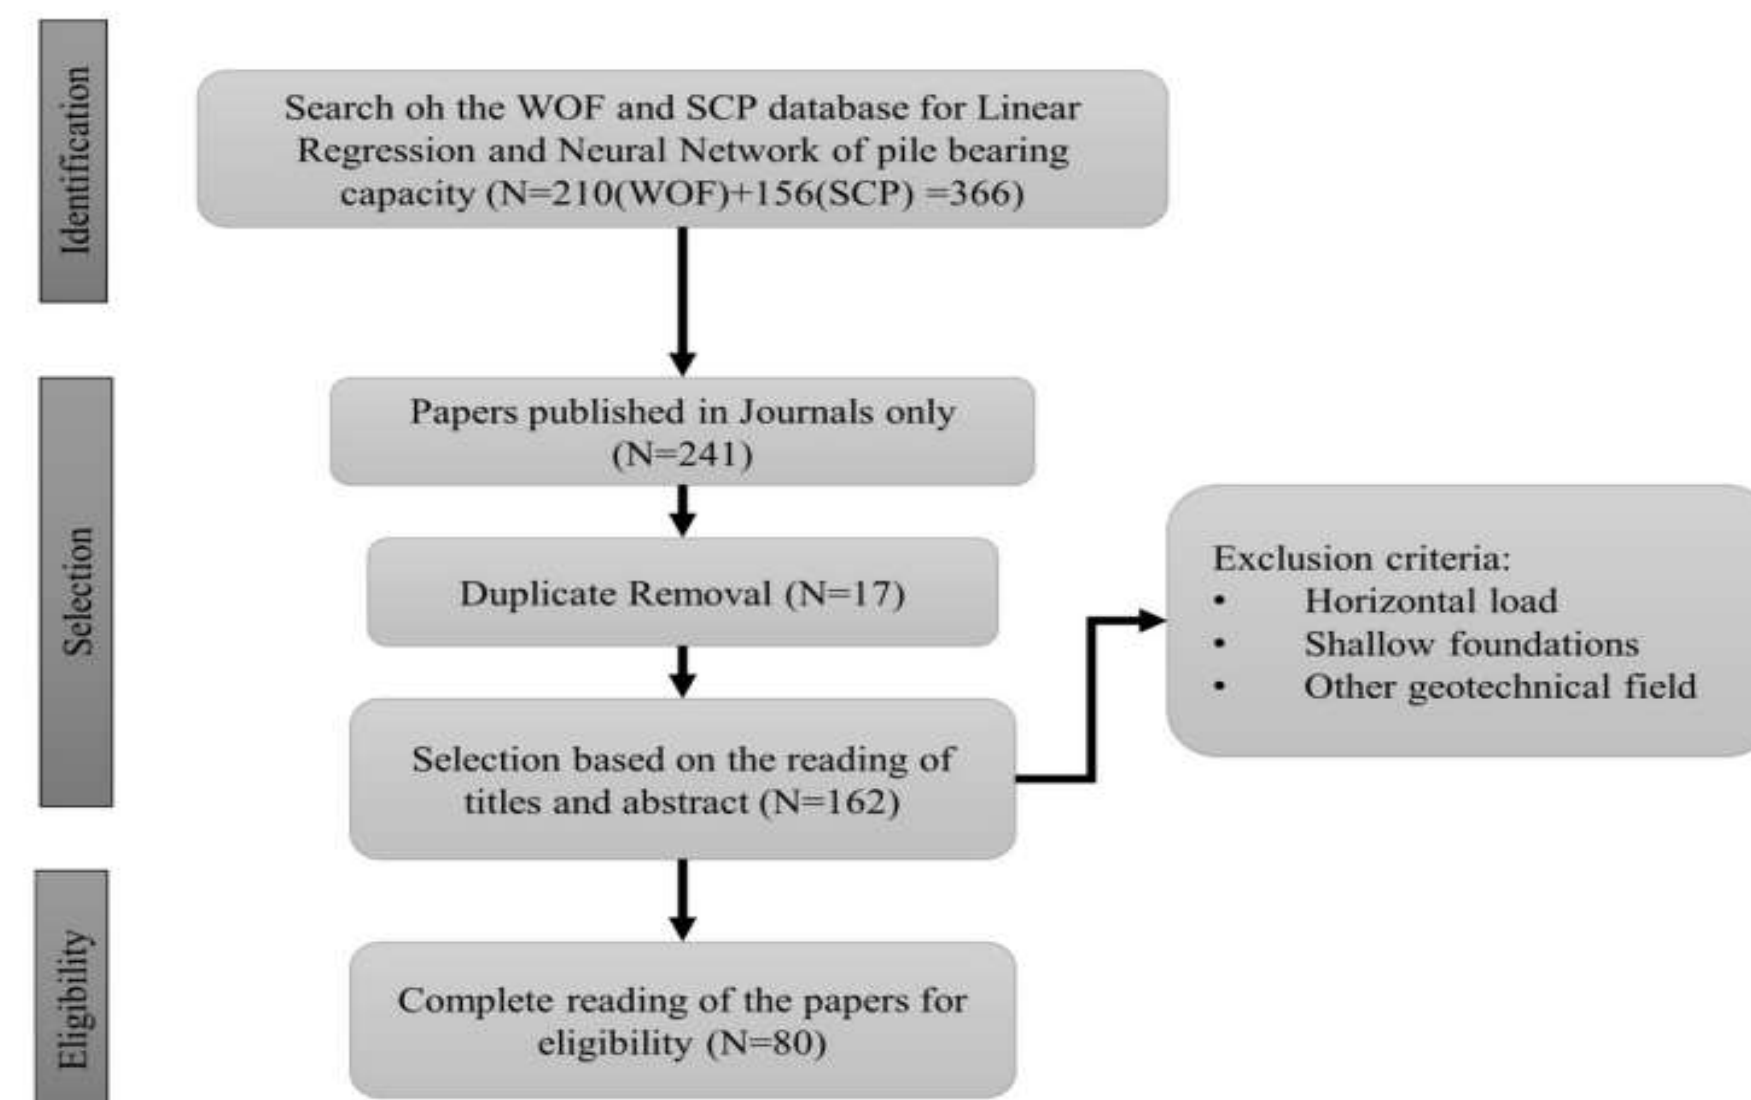 Identification
Search oh the WOF and SCP database for Linear
Regression and Neural Network of pile bearing
capacity (N=210(WOF)+156(SCP) =366)
Selection
Papers published in Journals only
(N=241)
Duplicate Removal (N=17)
Selection based on the reading of
titles and abstract (N=162)
Exclusion criteria:
• Horizontal load
• Shallow foundations
• Other geotechnical field
Eligibility
Complete reading of the papers for
eligibility (N=80)